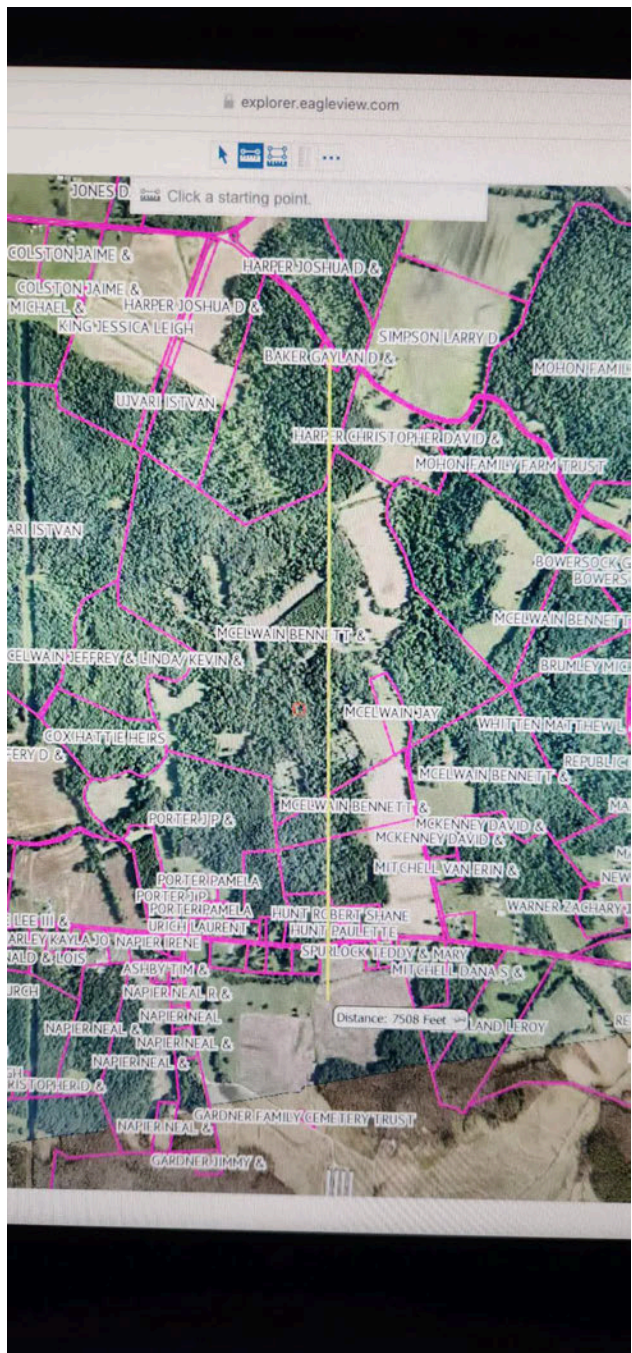 explorer.eagleview.com
Click a starting point.
JONES D
COLSTON JAIME &
HARPER JOSHUA D &
COLSTON JAIME &
MICHAEL &
HARPER JOSHUA D &
KING JESSICA LEIGH
SIMPSON LARRY D
BAKER GAYLAN D &
MOHON FAMIL
UJVARI ISTVAN
HARPER CHRISTOPHER DAVID &
MOHON FAMILY FARM TRUST
ARI ISTVAN
BOWERSOCK G
BOWERS
MCELWAIN BENNETT
MCELWAIN BENNETT &
CELWAIN JEFFREY & LINDA/ KEVIN &
BRUMLEY MIC
MCELWAIN JAY
WHITTEN MATTHEW L
COX HATTIE HEIRS
FERY D &
REPUBLIC
MCELWAIN BENNETT &
MCELWAIN BENNETT &
MA
PORTER J P &
MCKENNEY DAVID &
MCKENNEY DAVID &
MA
MITCHELL VAN ERIN &
NEW
PORTER PAMELA
PORTER J P
PORTER PAMELA
WARNER ZACHARY J
HUNT ROBERT SHANE
E LEE III &
URICH LAURENT
HUNT PAULETTE
ARLEY KAYLA JO
NAPIER IRENE
NALD & LOIS
SPURLOCK TEDDY & MARY
ASHBY TIM &
MITCHELL DANA S &
URCH
NAPIER NEAL R &
NAPIER NEAL
Distance: 7508 Feet
LAND LEROY
RE
NAPIER NEAL &
NAPIER NEAL &
NAPIER NEAL &
GH
RISTOPHER D &
GARDNER FAMILY CEMETERY TRUST
NAPIER NEAL &
GARDNER JIMMY &